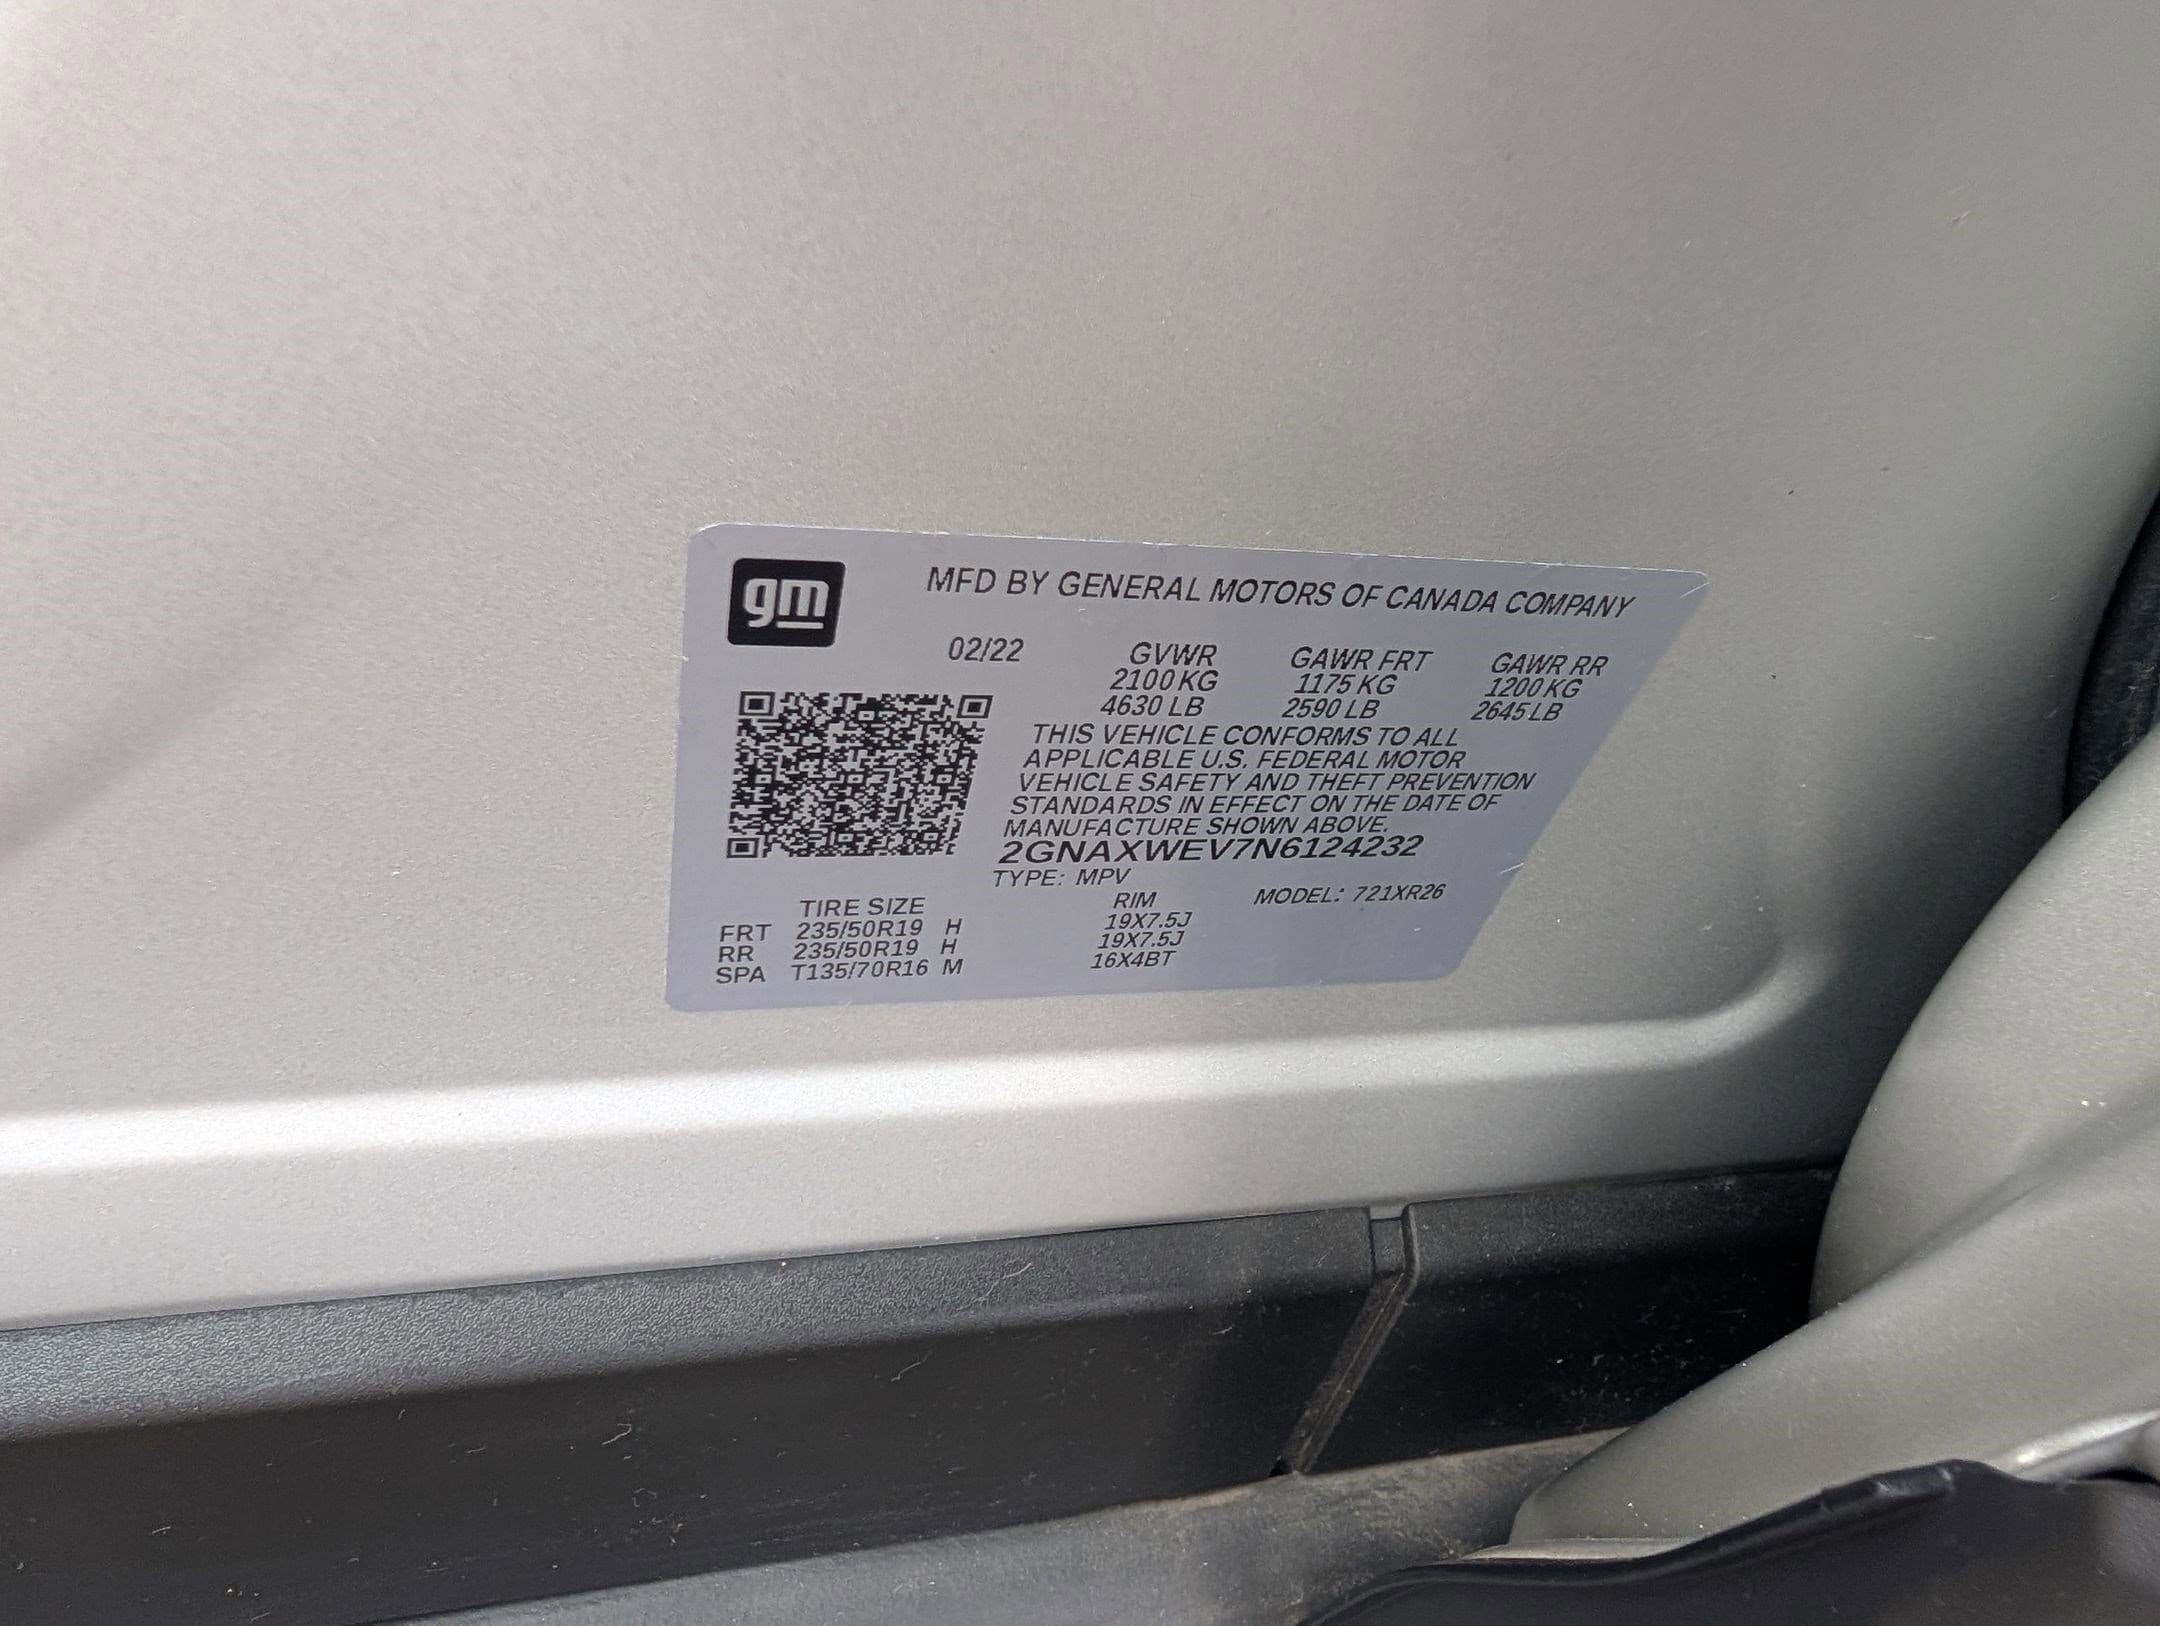 gm
MFD BY GENERAL MOTORS OF CANADA COMPANY
02/22 GVWR GAWR FRT GAWR RR
2100 KG 1175 KG 1200 KG
4630 LB 2590 LB 2645 LB
THIS VEHICLE CONFORMS TO ALL
APPLICABLE U.S. FEDERAL MOTOR
VEHICLE SAFETY AND THEFT PREVENTION
STANDARDS IN EFFECT ON THE DATE OF
MANUFACTURE SHOWN ABOVE.
2GNAXWEV7N6124232
TYPE: MPV
TIRE SIZE RIM MODEL: 721XR26
FRT 235/50R19 H 19X7.5J
RR 235/50R19 H 19X7.5J
SPA T135/70R16 M 16X4BT